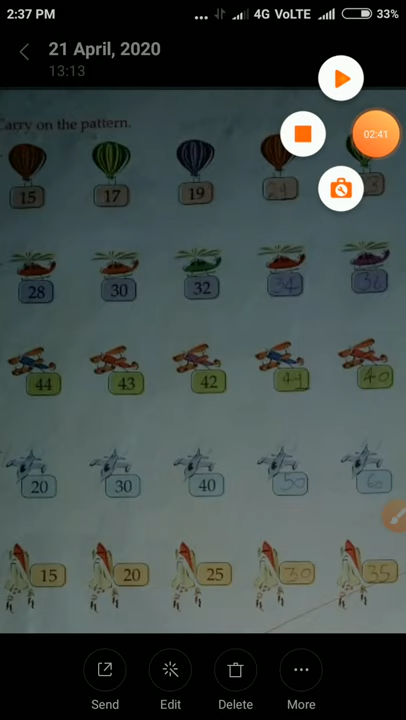 2:37 PM ... 4G VoLTE 33%
21 April, 2020
13:13
02:41
arry on the pattern.
15 17 19 21 3
28 30 32 34 36
44 43 42 41 40
20 30 40 50 60
15 20 25 30 35
Send Edit Delete More